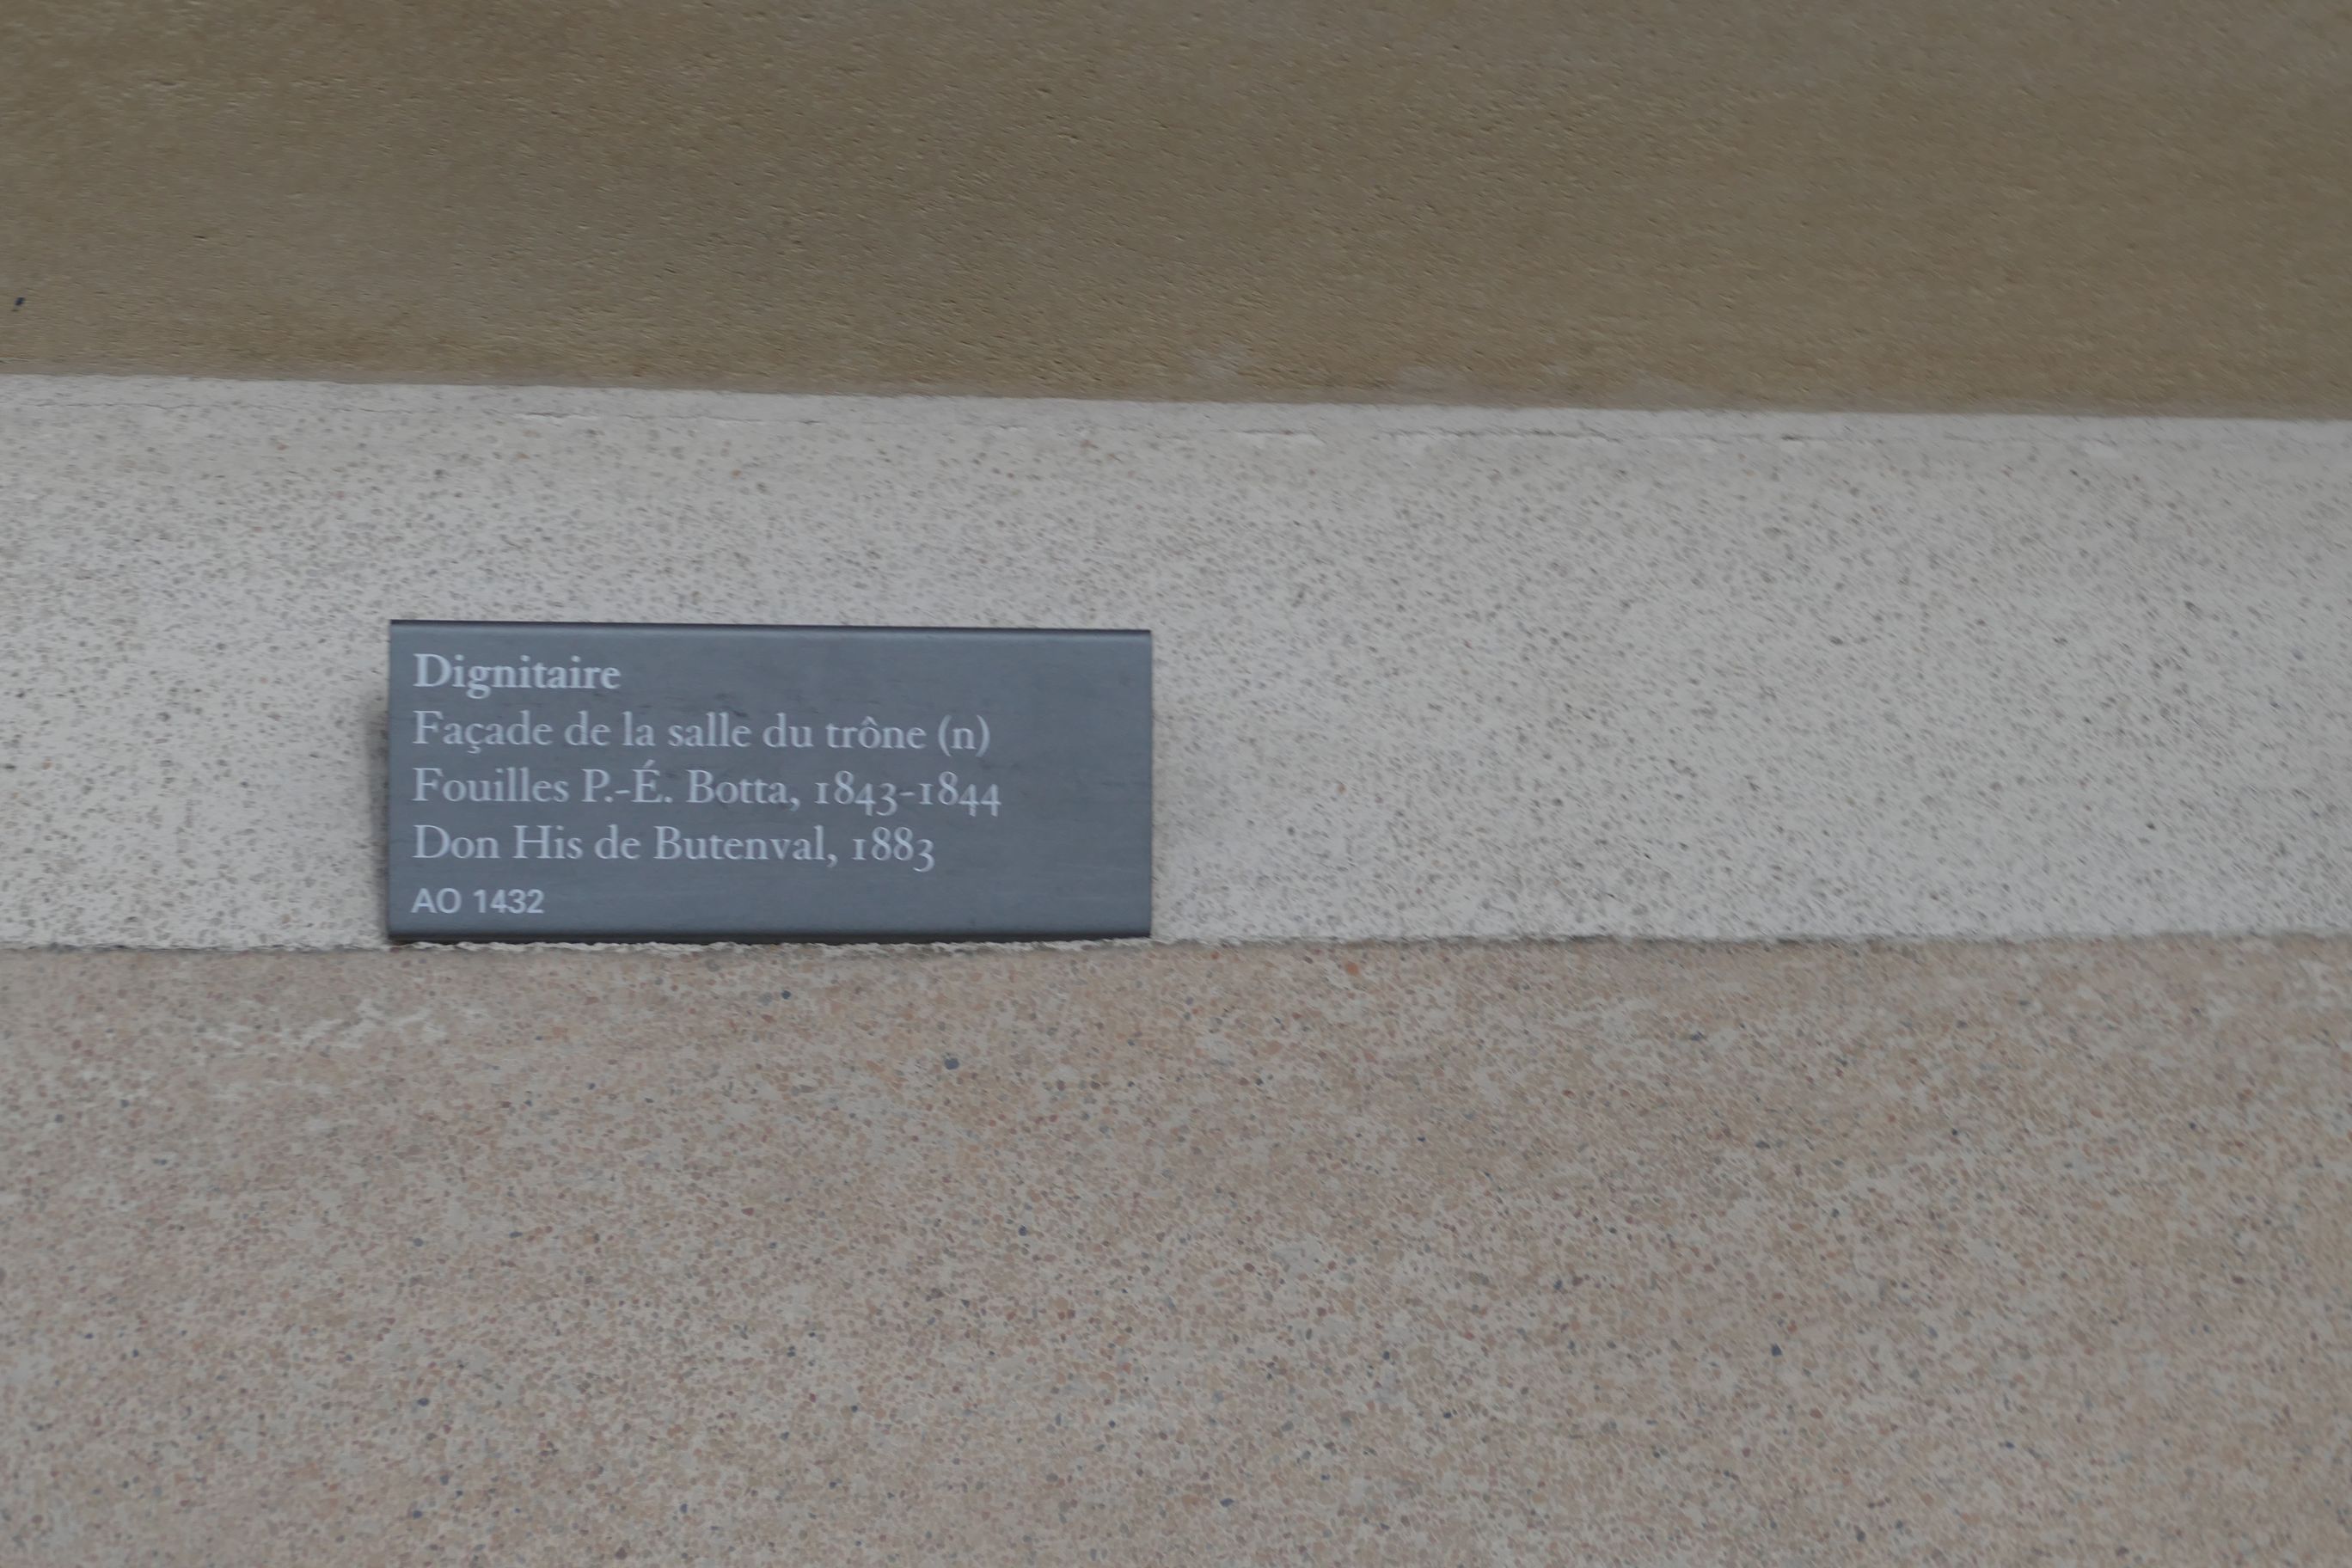 Dignitaire
Façade de la salle du trône (n)
Fouilles P.-É. Botta, 1843-1844
Don His de Butenval, 1883
AO 1432